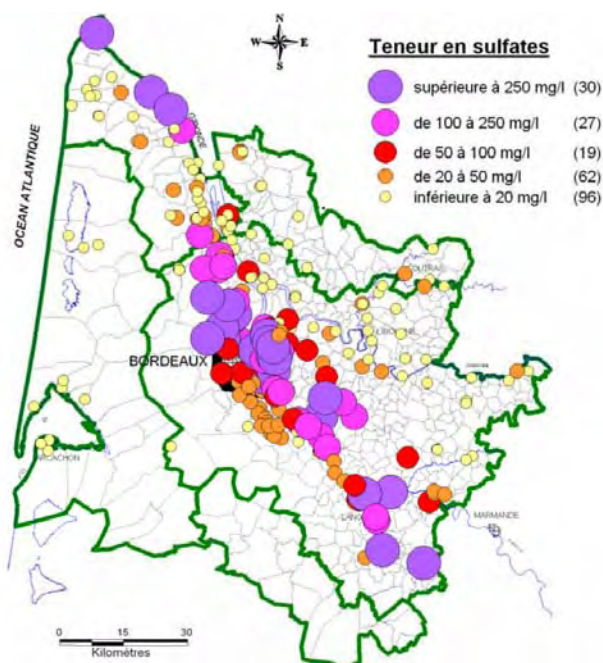 N
W E
S
Teneur en sulfates
supérieure à 250 mg/l (30)
de 100 à 250 mg/l (27)
de 50 à 100 mg/l (19)
de 20 à 50 mg/l (62)
inférieure à 20 mg/l (96)
OCEAN ATLANTIQUE
BORDEAUX
MARMANDE
0 15 30
Kilomètres